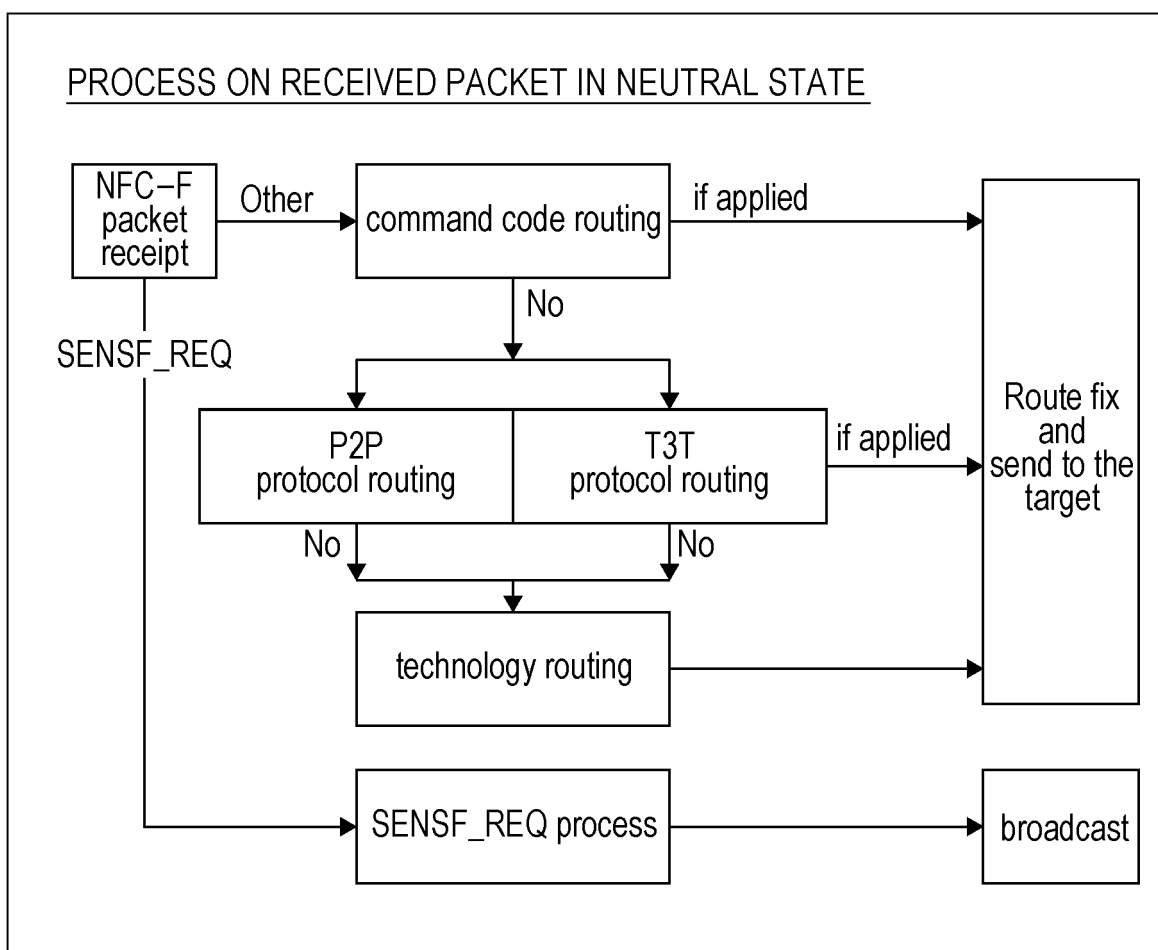 PROCESS ON RECEIVED PACKET IN NEUTRAL STATE
NFC–F
packet
receipt
Other
command code routing
if applied
No
SENSF_REQ
P2P
protocol routing
T3T
protocol routing
if applied
Route fix
and
send to the
target
No
No
technology routing
SENSF_REQ process
broadcast